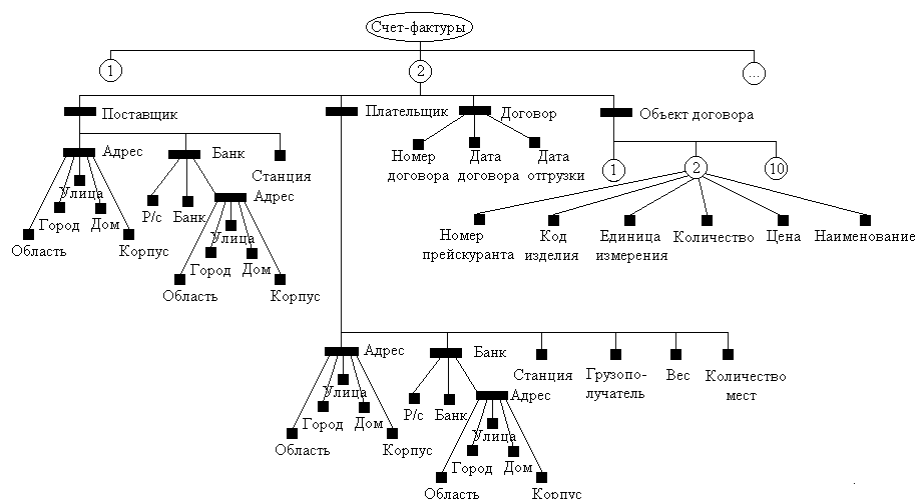 Счет-фактуры
1
2
...
Поставщик
Плательщик
Договор
Объект договора
Адрес
Банк
Станция
Номер
договора
Дата
договора
Дата
отгрузки
1
2
10
Улица
Город
Дом
Область
Корпус
Р/с
Банк
Адрес
Улица
Город
Дом
Область
Корпус
Номер
прейскуранта
Код
изделия
Единица
измерения
Количество
Цена
Наименование
Адрес
Банк
Станция
Грузопо-
лучатель
Вес
Количество
мест
Улица
Город
Дом
Область
Корпус
Р/с
Банк
Адрес
Улица
Город
Дом
Область
Корпус